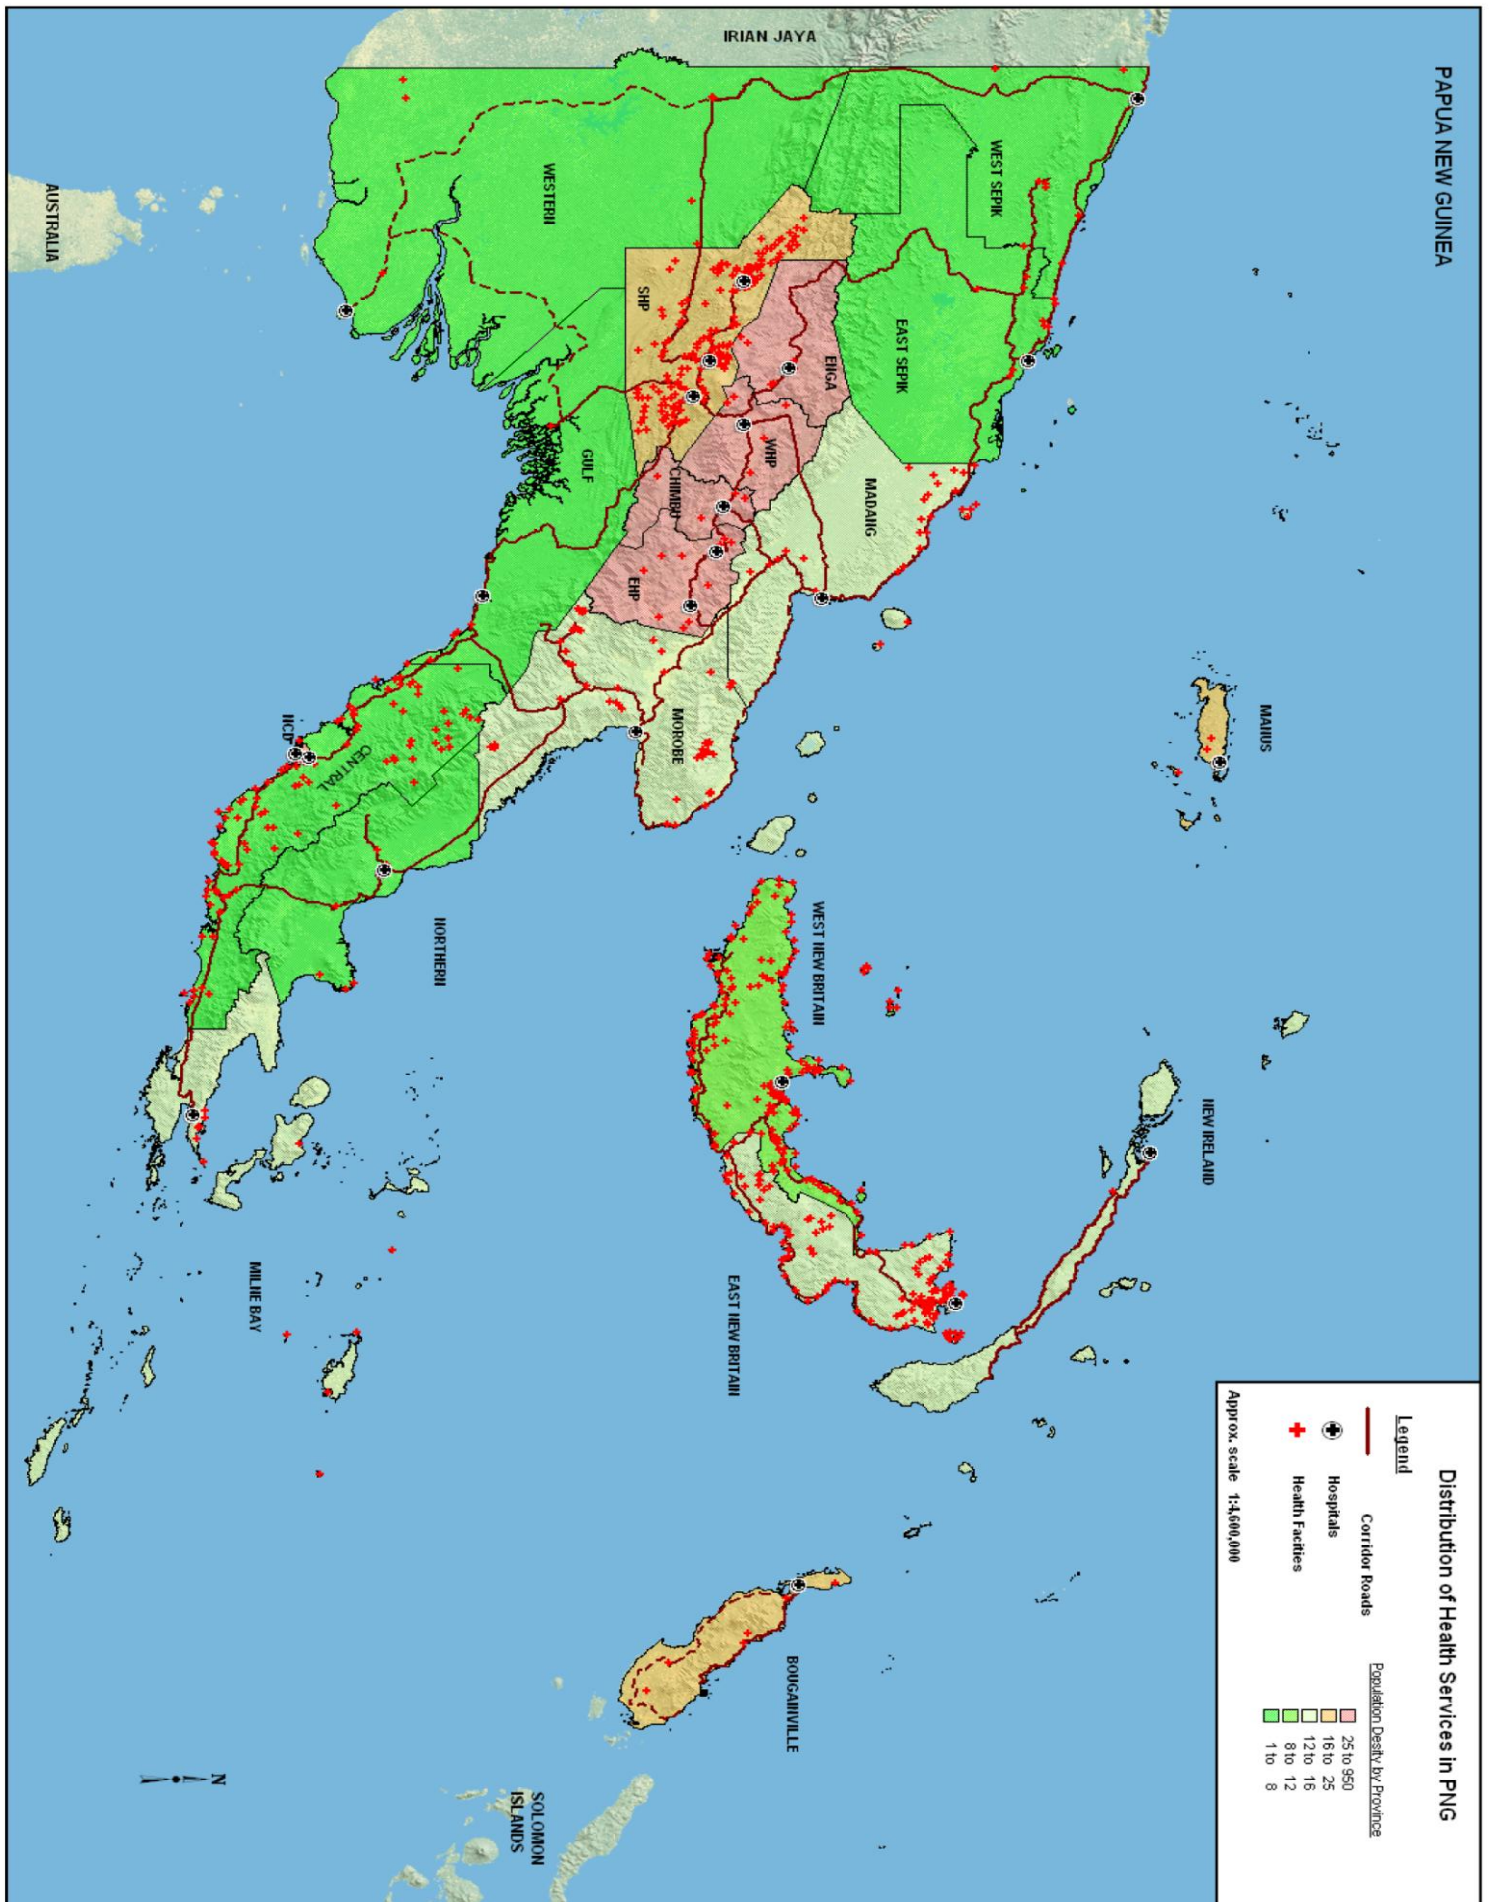 PAPUA NEW GUINEA
IRIAN JAYA
WEST SEPIK
EAST SEPIK
WESTERN
SHP
ENGA
WHP
MADANG
CHIMBU
EHP
GULF
MOROBE
MANUS
CENTRAL
NCD
NORTHERN
WEST NEW BRITAIN
EAST NEW BRITAIN
NEW IRELAND
MILNE BAY
BOUGAINVILLE
SOLOMON
ISLANDS
AUSTRALIA
N
Distribution of Health Services in PNG
Legend
Corridor Roads
Hospitals
Health Facities
Population Desity by Province
25 to 950
16 to 25
12 to 16
8 to 12
1 to 8
Approx. scale 1:4,600,000